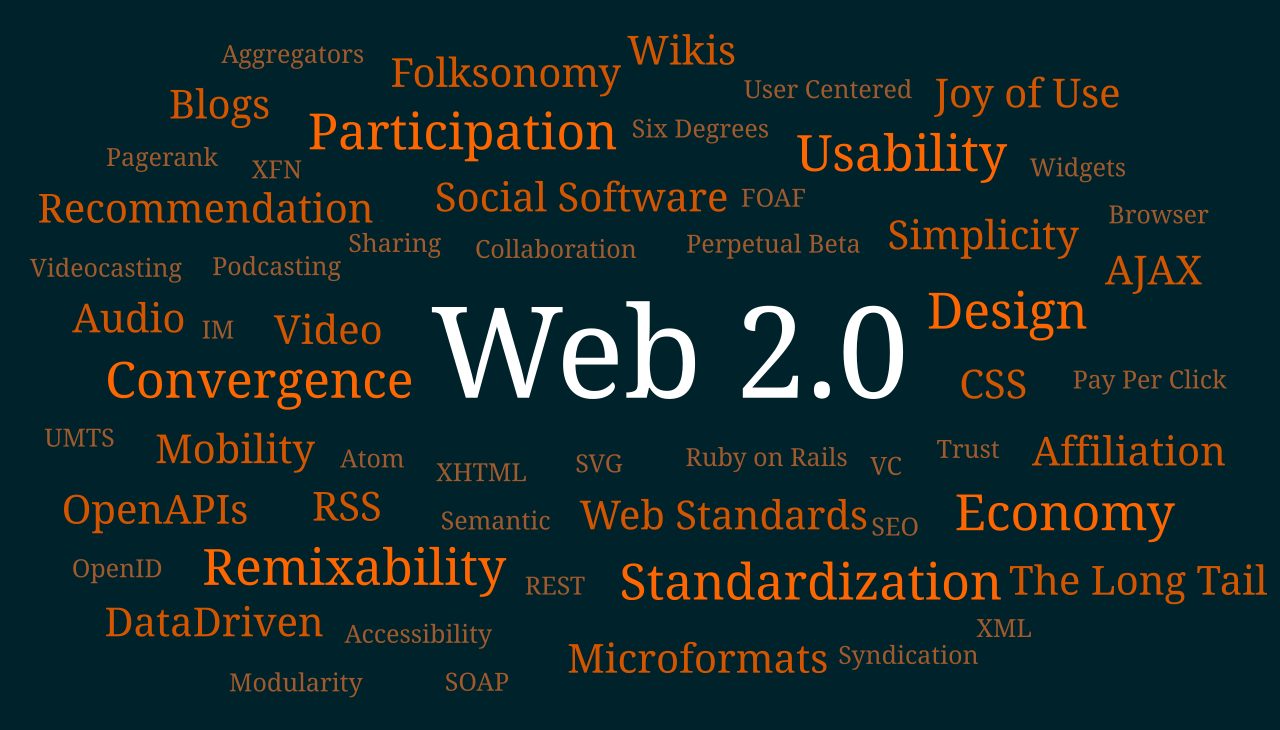 Wikis
Aggregators
Folksonomy
User Centered
Joy of Use
Blogs
Participation
Six Degrees
Usability
Pagerank
XFN
Widgets
Recommendation
Social Software
FOAF
Browser
Sharing
Collaboration
Perpetual Beta
Simplicity
Videocasting
Podcasting
AJAX
Audio
IM
Video
Web 2.0
Design
Convergence
CSS
Pay Per Click
UMTS
Mobility
Atom
XHTML
SVG
Ruby on Rails
VC
Trust
Affiliation
OpenAPIs
RSS
Semantic
Web Standards
SEO
Economy
OpenID
Remixability
REST
Standardization
The Long Tail
DataDriven
Accessibility
XML
Microformats
Syndication
Modularity
SOAP